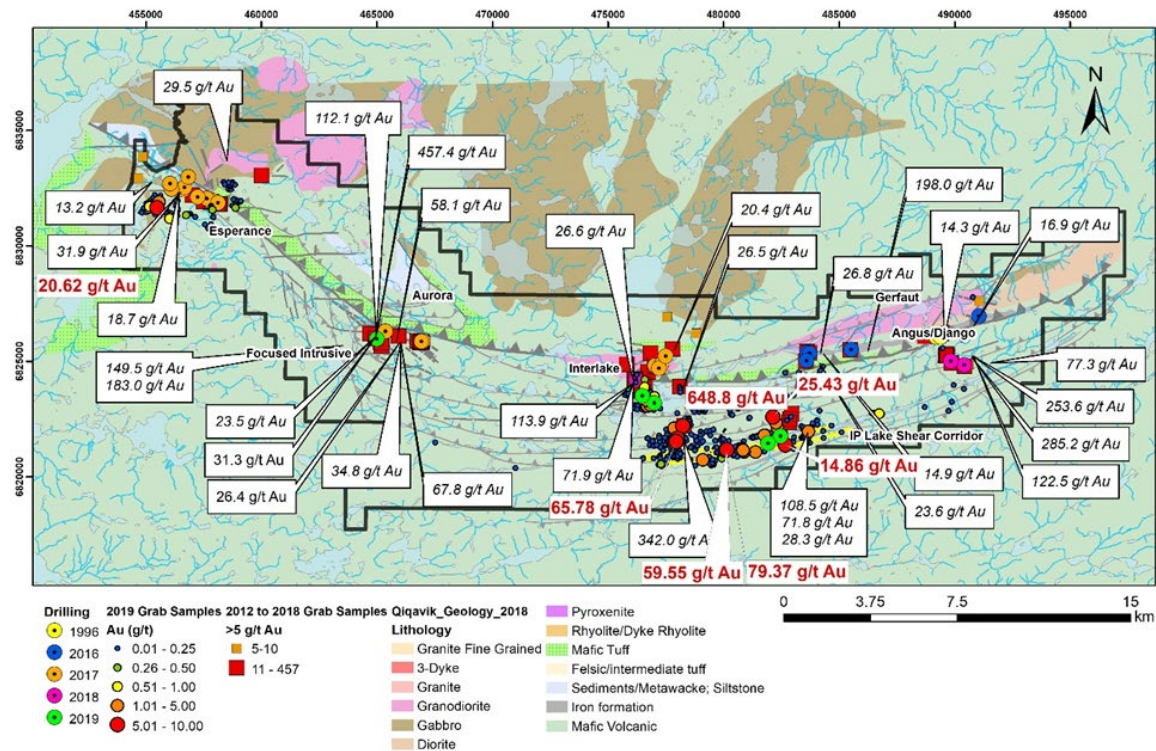 455000
460000
465000
470000
475000
480000
485000
490000
495000
6835000
6830000
6825000
6820000
N
29.5 g/t Au
112.1 g/t Au
457.4 g/t Au
58.1 g/t Au
13.2 g/t Au
31.9 g/t Au
20.62 g/t Au
18.7 g/t Au
Esperance
Aurora
Focused Intrusive
149.5 g/t Au
183.0 g/t Au
23.5 g/t Au
31.3 g/t Au
26.4 g/t Au
34.8 g/t Au
67.8 g/t Au
26.6 g/t Au
20.4 g/t Au
26.5 g/t Au
198.0 g/t Au
14.3 g/t Au
16.9 g/t Au
26.8 g/t Au
Gerfaut
Angus/Django
Interlake
113.9 g/t Au
648.8 g/t Au
25.43 g/t Au
77.3 g/t Au
253.6 g/t Au
285.2 g/t Au
122.5 g/t Au
IP Lake Shear Corridor
71.9 g/t Au
65.78 g/t Au
14.86 g/t Au
14.9 g/t Au
23.6 g/t Au
342.0 g/t A
108.5 g/t Au
71.8 g/t Au
28.3 g/t Au
59.55 g/t Au
79.37 g/t Au
0 3.75 7.5 15
km
Drilling
1996
2016
2017
2018
2019
2019 Grab Samples
Au (g/t)
0.01 - 0.25
0.26 - 0.50
0.51 - 1.00
1.01 - 5.00
5.01 - 10.00
2012 to 2018 Grab Samples
>5 g/t Au
5-10
11 - 457
Qiqavik_Geology_2018
Lithology
Granite Fine Grained
3-Dyke
Granite
Granodiorite
Gabbro
Diorite
Pyroxenite
Rhyolite/Dyke Rhyolite
Mafic Tuff
Felsic/intermediate tuff
Sediments/Metawacke; Siltstone
Iron formation
Mafic Volcanic